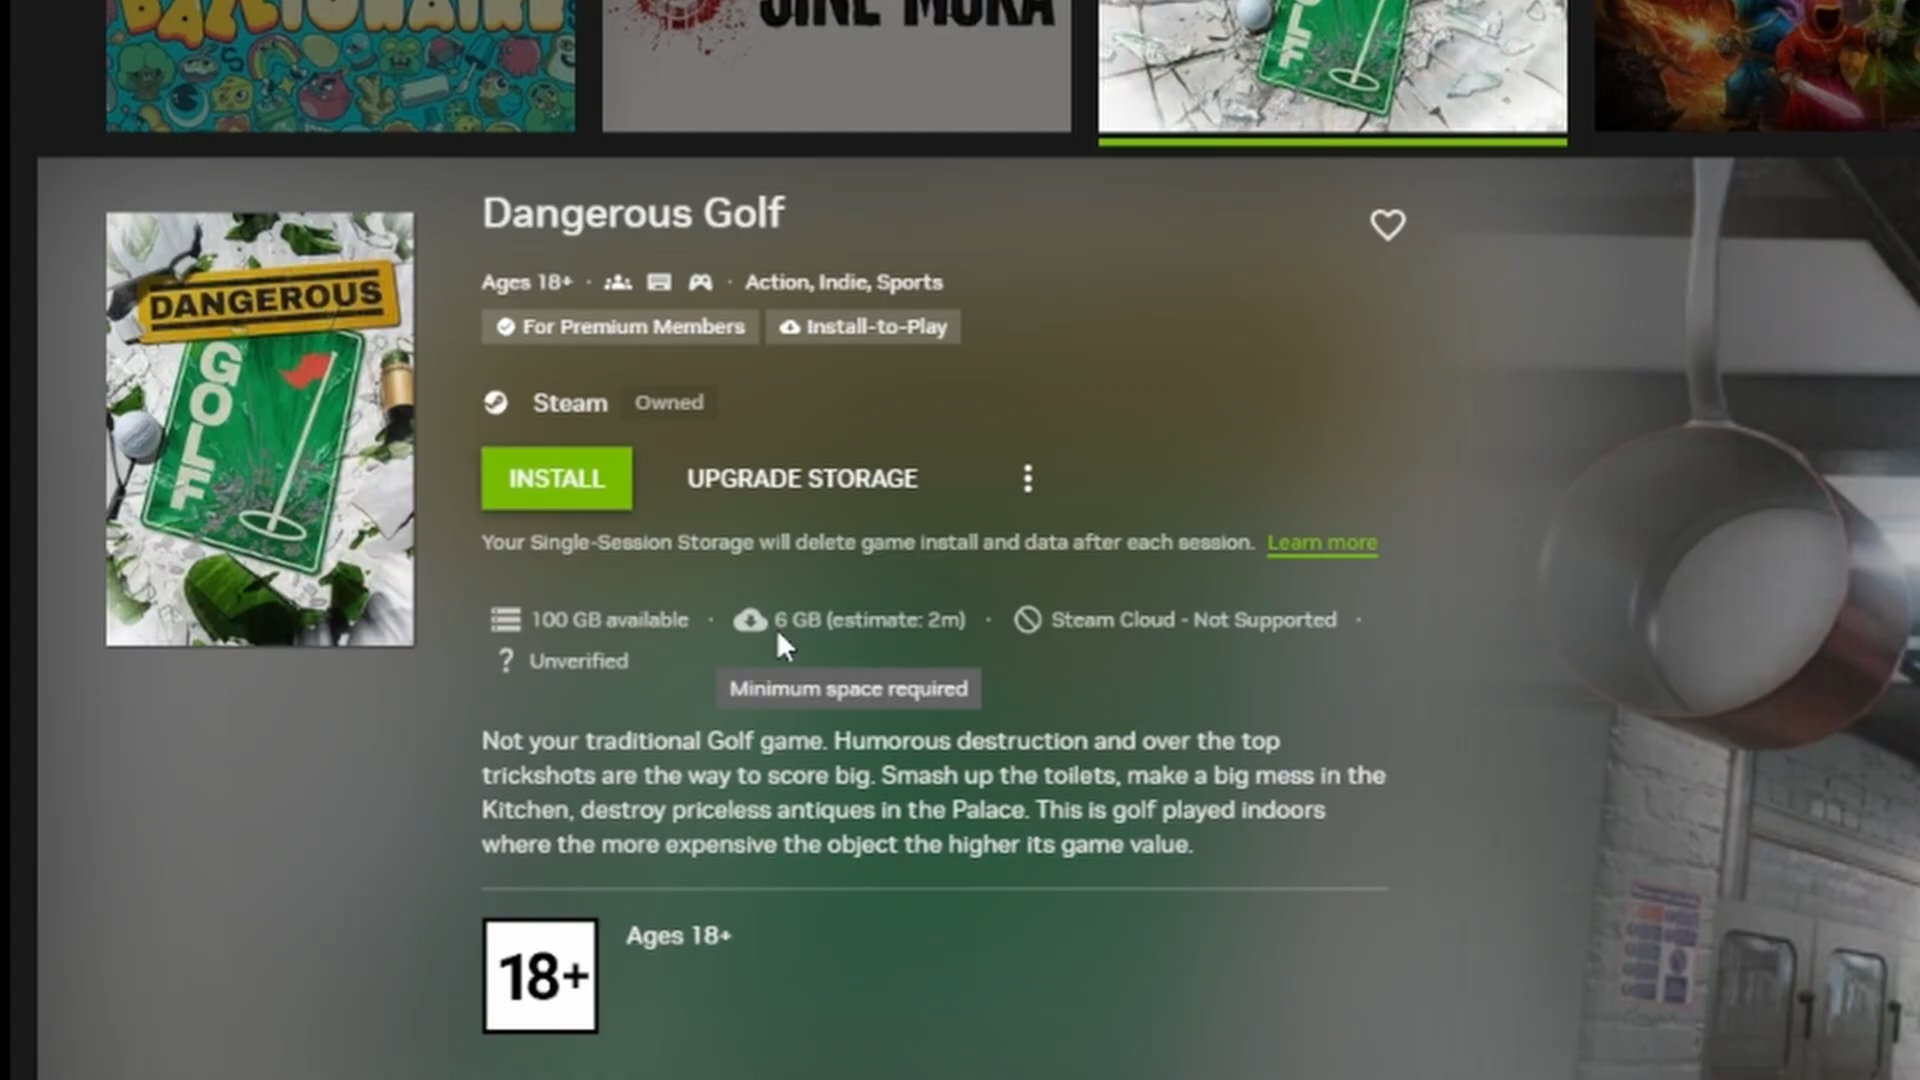 SINE MORA
Dangerous Golf
Ages 18+ · · Action, Indie, Sports
For Premium Members Install-to-Play
Steam Owned
INSTALL UPGRADE STORAGE
Your Single-Session Storage will delete game install and data after each session. Learn more
100 GB available · 6 GB (estimate: 2m) · Steam Cloud - Not Supported ·
? Unverified
Minimum space required
Not your traditional Golf game. Humorous destruction and over the top
trickshots are the way to score big. Smash up the toilets, make a big mess in the
Kitchen, destroy priceless antiques in the Palace. This is golf played indoors
where the more expensive the object the higher its game value.
18+
Ages 18+
DANGEROUS
GOLF